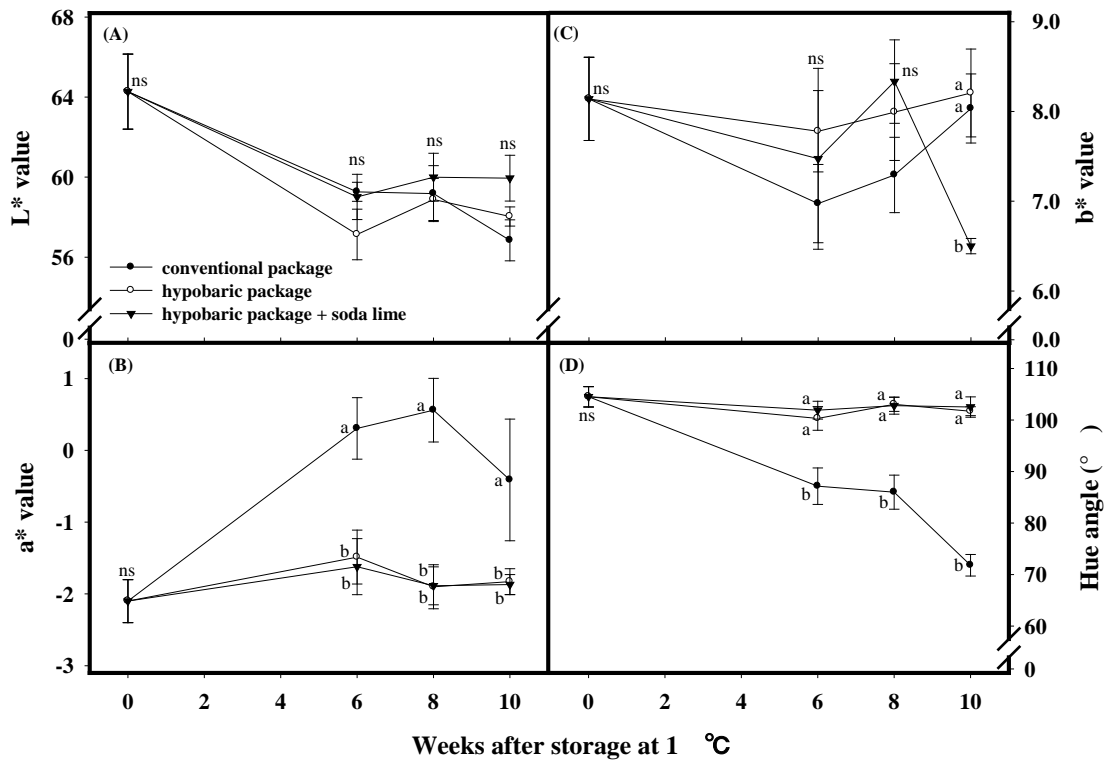 (A)
68
64
60
56
0
L* value
ns
ns
ns
ns
conventional package
hypobaric package
hypobaric package + soda lime
(C)
9.0
8.0
7.0
6.0
0.0
b* value
ns
ns
ns
a
a
b
(B)
1
0
-1
-2
-3
a* value
ns
a
a
a
b
b
b
b
b
b
0
2
4
6
8
10
(D)
110
100
90
80
70
60
0
Hue angle (°)
ns
a
a
a
a
a
a
b
b
b
0
2
4
6
8
10
Weeks after storage at 1 ℃